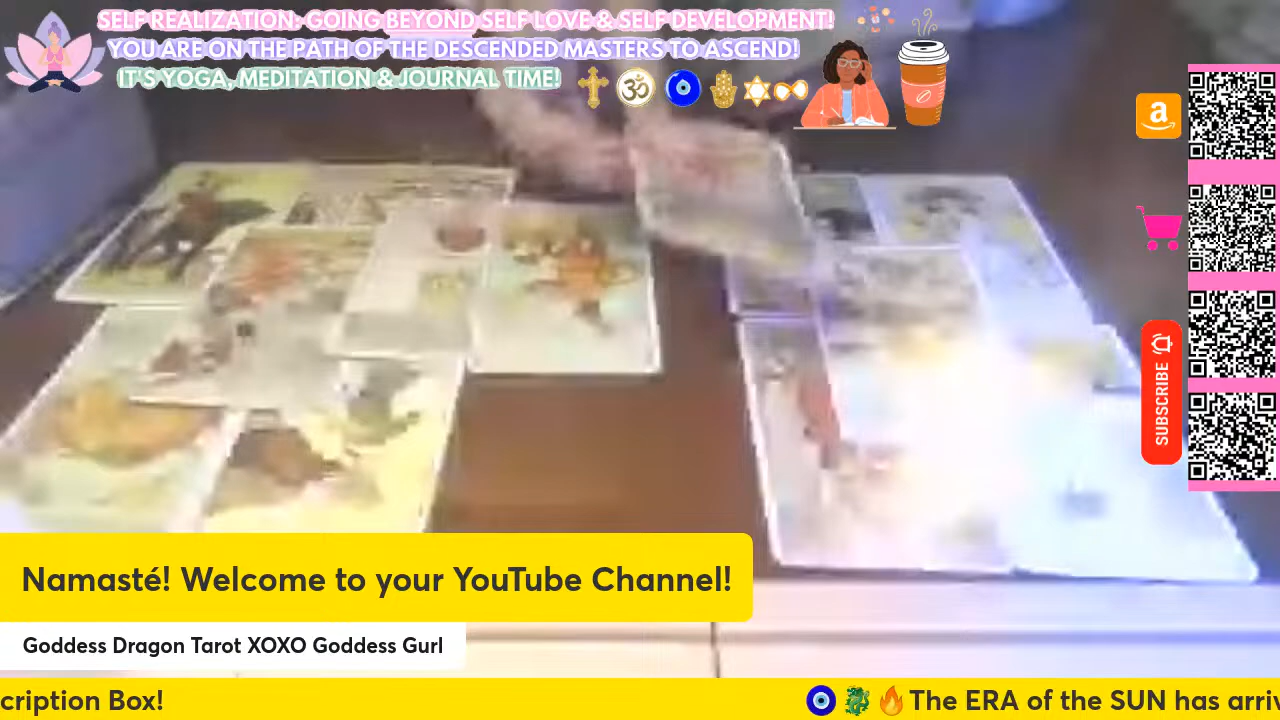 SELF REALIZATION: GOING BEYOND SELF LOVE & SELF DEVELOPMENT!
YOU ARE ON THE PATH OF THE DESCENDED MASTERS TO ASCEND!
IT'S YOGA, MEDITATION & JOURNAL TIME!
a
SUBSCRIBE
Namasté! Welcome to your YouTube Channel!
Goddess Dragon Tarot XOXO Goddess Gurl
cription Box! The ERA of the SUN has arriv